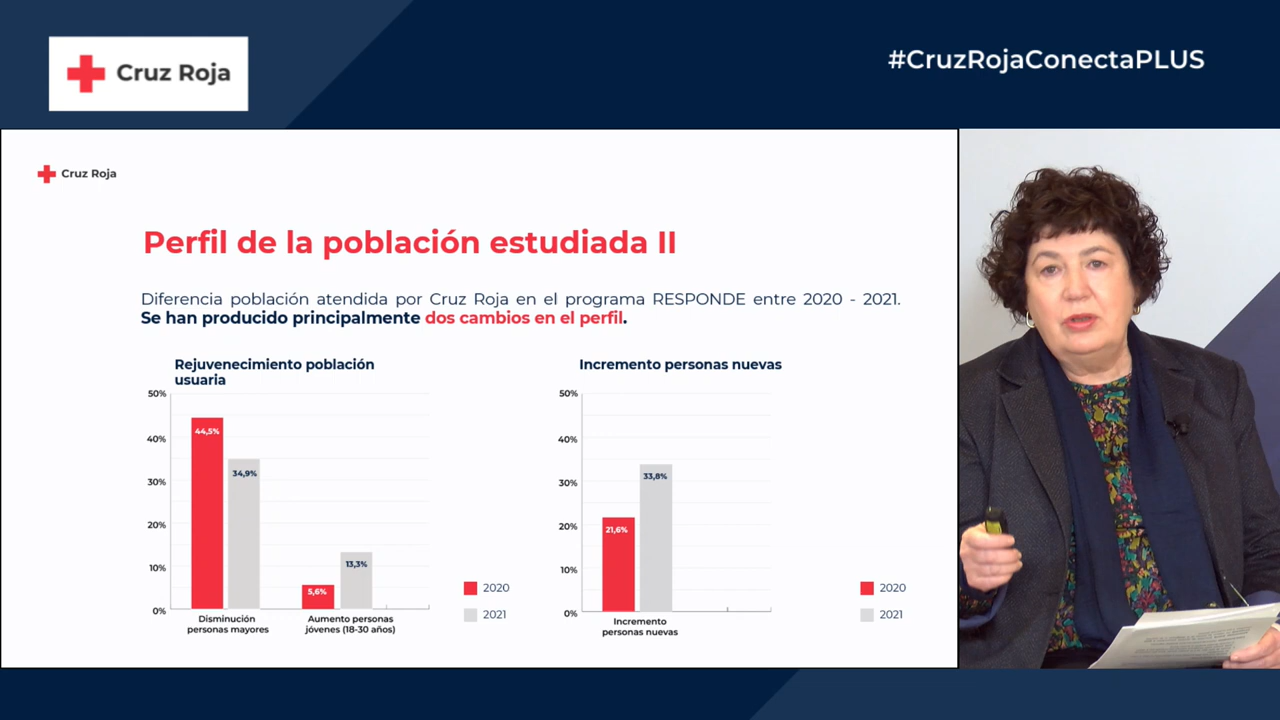 Cruz Roja
#CruzRojaConectaPLUS
Cruz Roja
Perfil de la población estudiada II
Diferencia población atendida por Cruz Roja en el programa RESPONDE entre 2020 - 2021.
Se han producido principalmente dos cambios en el perfil.
Rejuvenecimiento población
usuaria
50%
40%
30%
20%
10%
0%
44,5%
34,9%
5,6%
13,3%
Disminución
personas mayores
Aumento personas
jóvenes (18-30 años)
2020
2021
Incremento personas nuevas
50%
40%
30%
20%
10%
0%
21,6%
33,8%
Incremento
personas nuevas
2020
2021